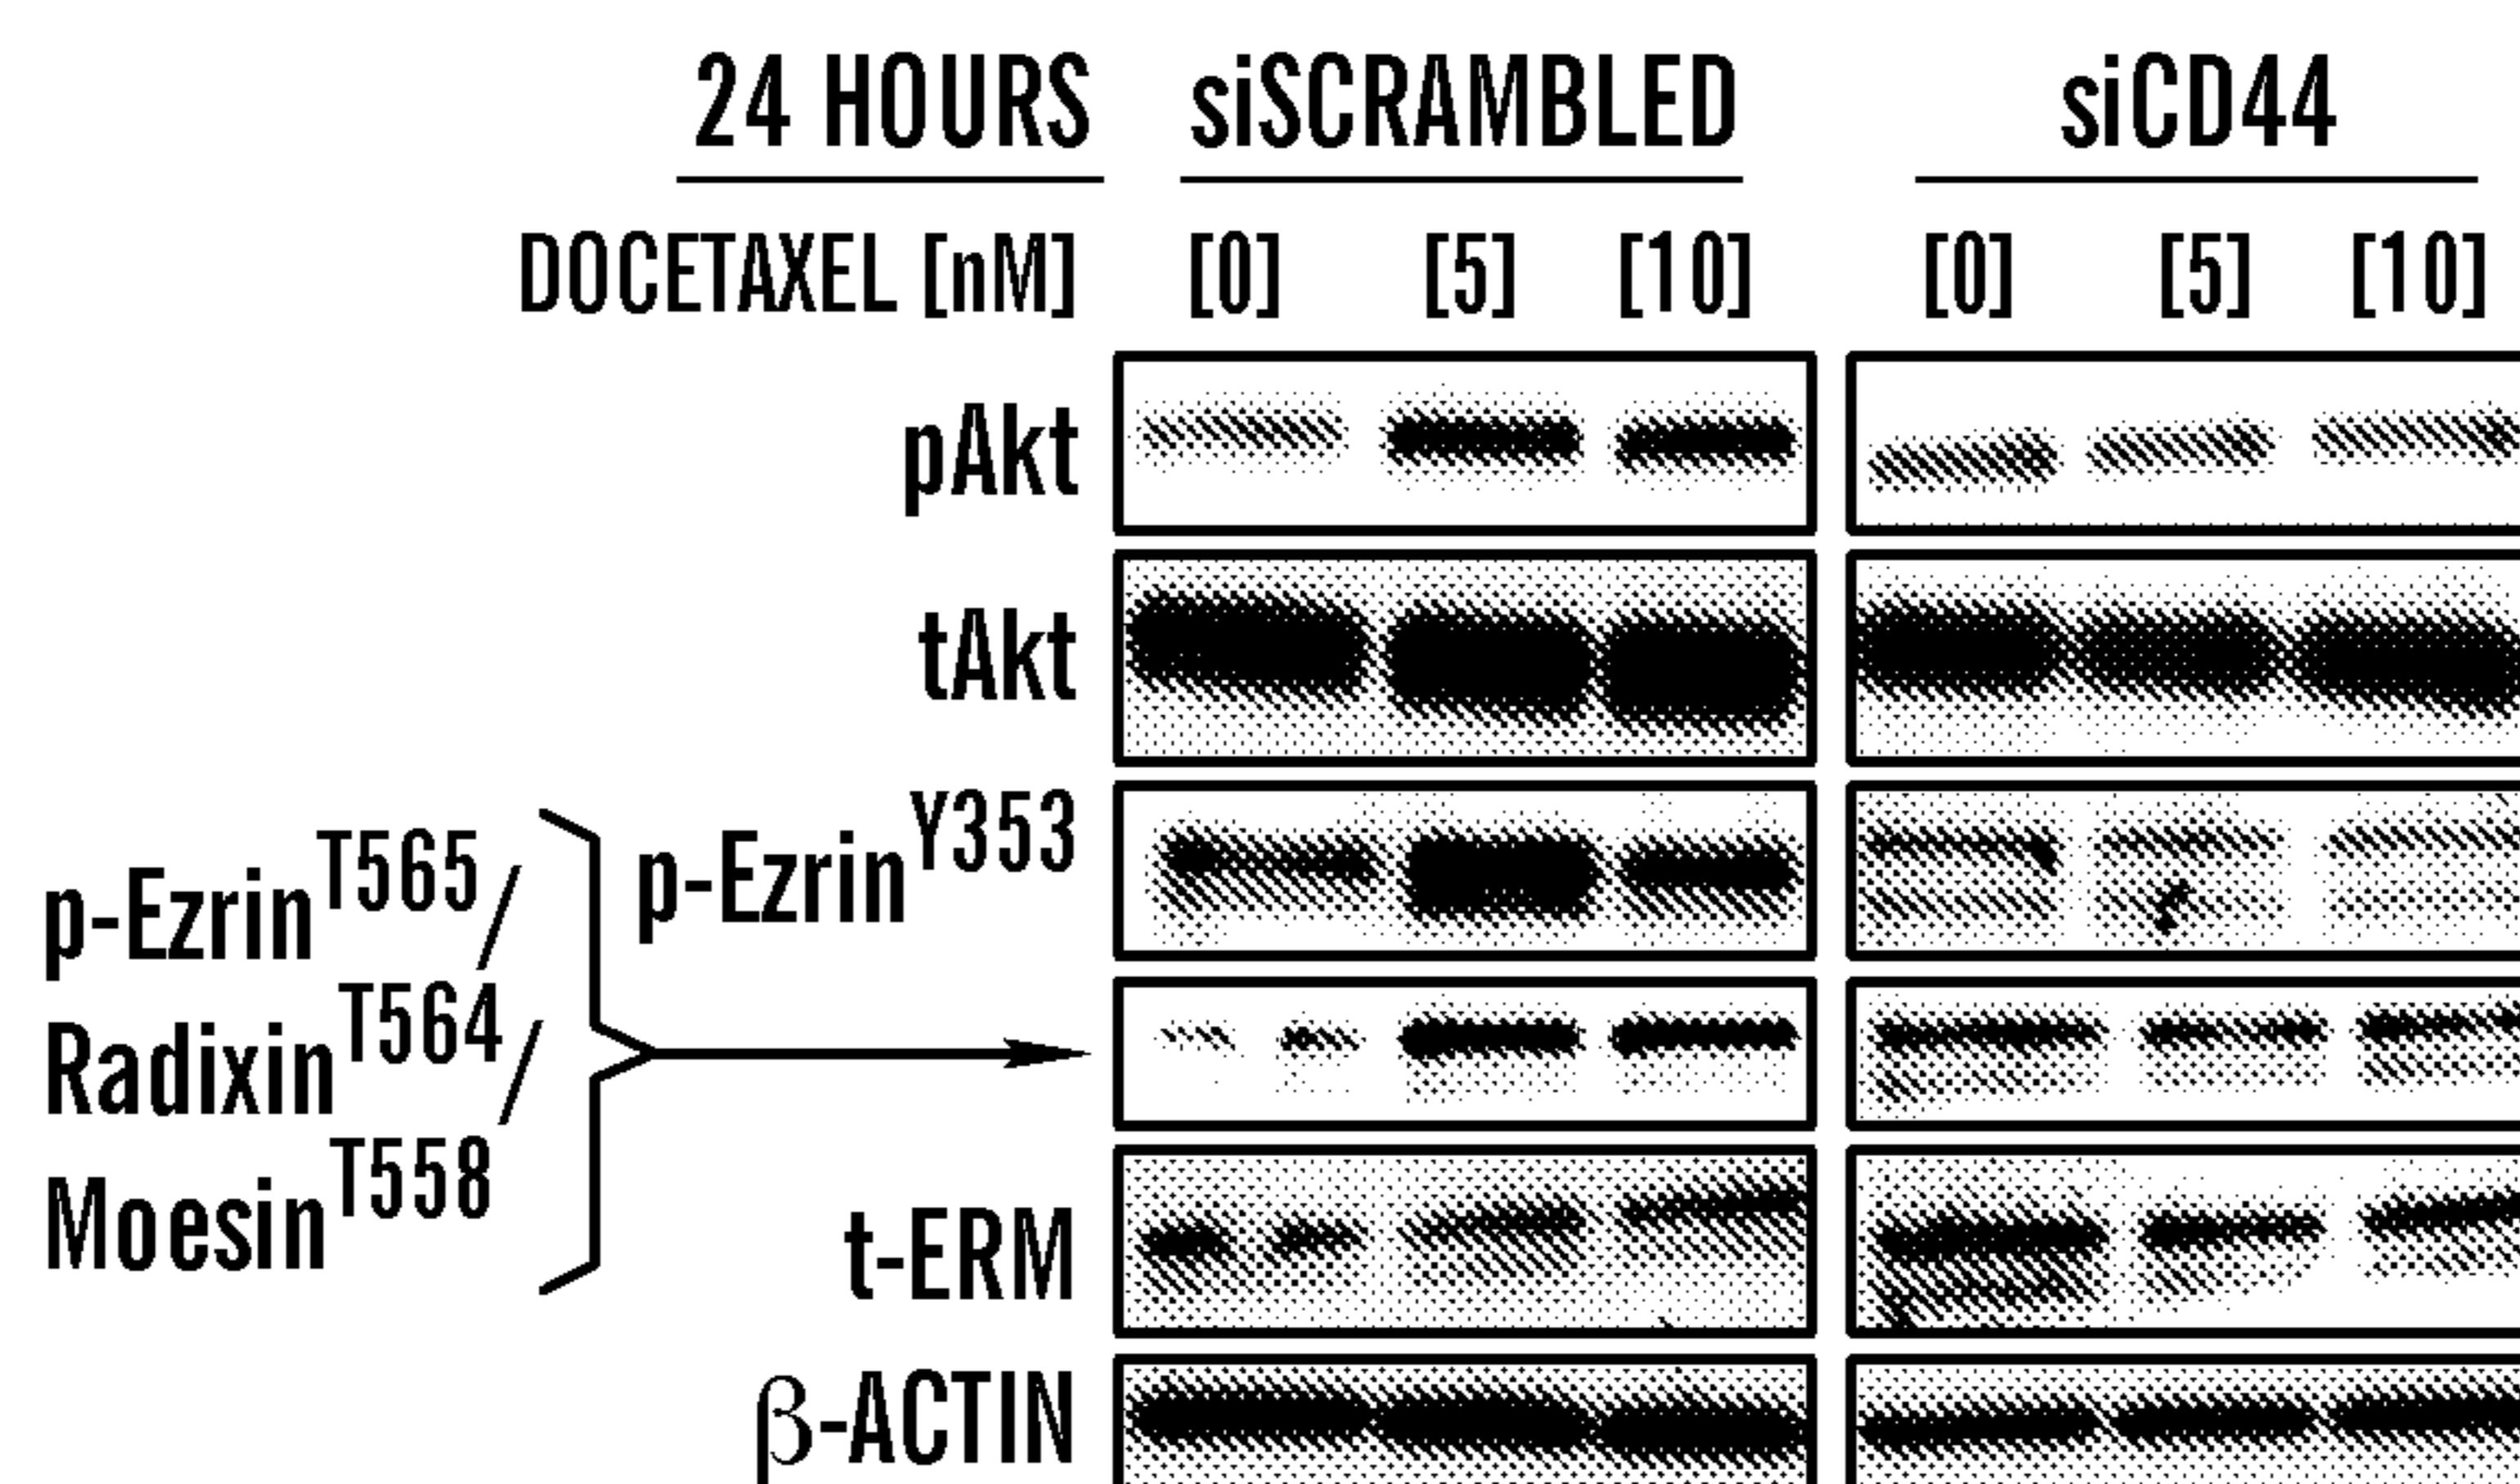 24 HOURS siSCRAMBLED siCD44
DOCETAXEL [nM] [0] [5] [10] [0] [5] [10]
pAkt
tAkt
p-EzrinY353
p-EzrinT565/
RadixinT564/
MoesinT558
t-ERM
β-ACTIN